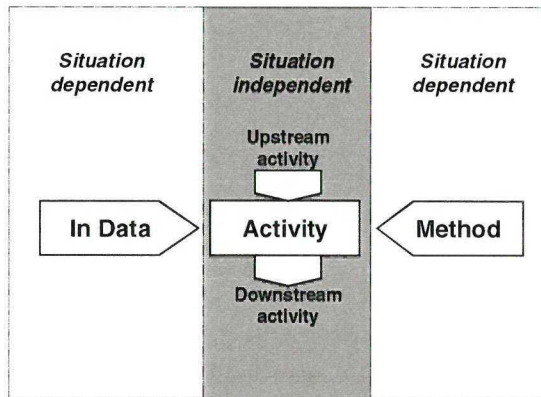 Situation
dependent
Situation
independent
Situation
dependent
Upstream
activity
In Data
Activity
Method
Downstream
activity